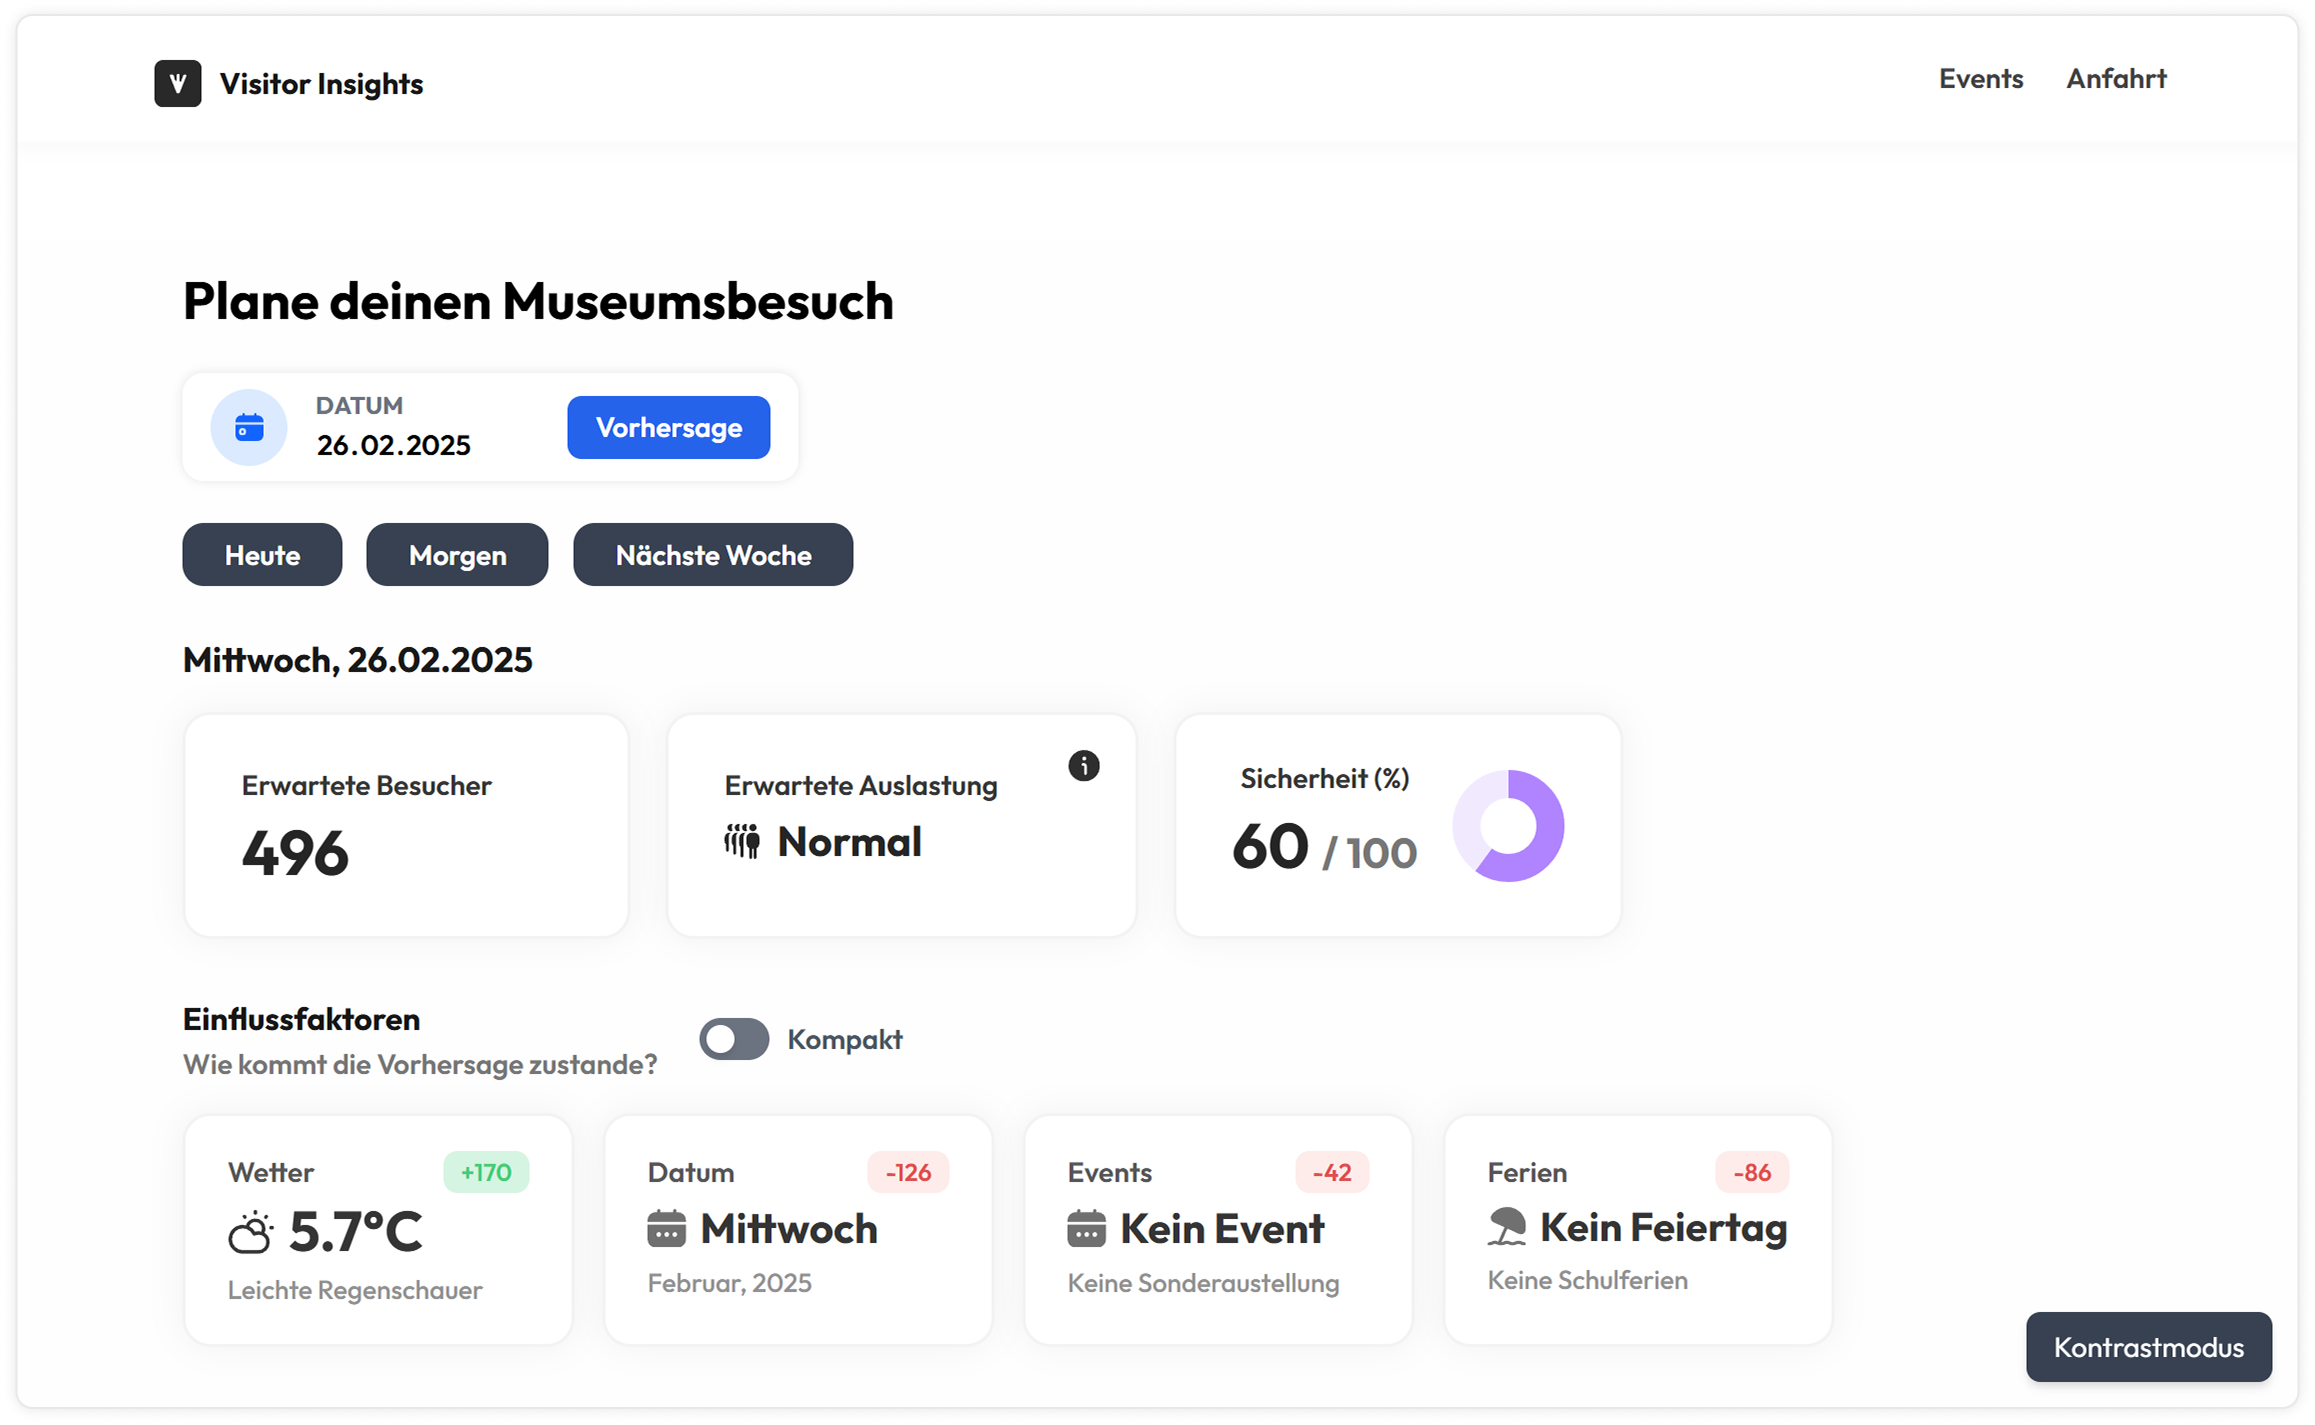 Visitor Insights
Events
Anfahrt
Plane deinen Museumsbesuch
DATUM
26.02.2025
Vorhersage
Heute
Morgen
Nächste Woche
Mittwoch, 26.02.2025
Erwartete Besucher
496
Erwartete Auslastung
Normal
Sicherheit (%)
60 / 100
Einflussfaktoren
Wie kommt die Vorhersage zustande?
Kompakt
Wetter
+170
5.7°C
Leichte Regenschauer
Datum
-126
Mittwoch
Februar, 2025
Events
-42
Kein Event
Keine Sonderaustellung
Ferien
-86
Kein Feiertag
Keine Schulferien
Kontrastmodus